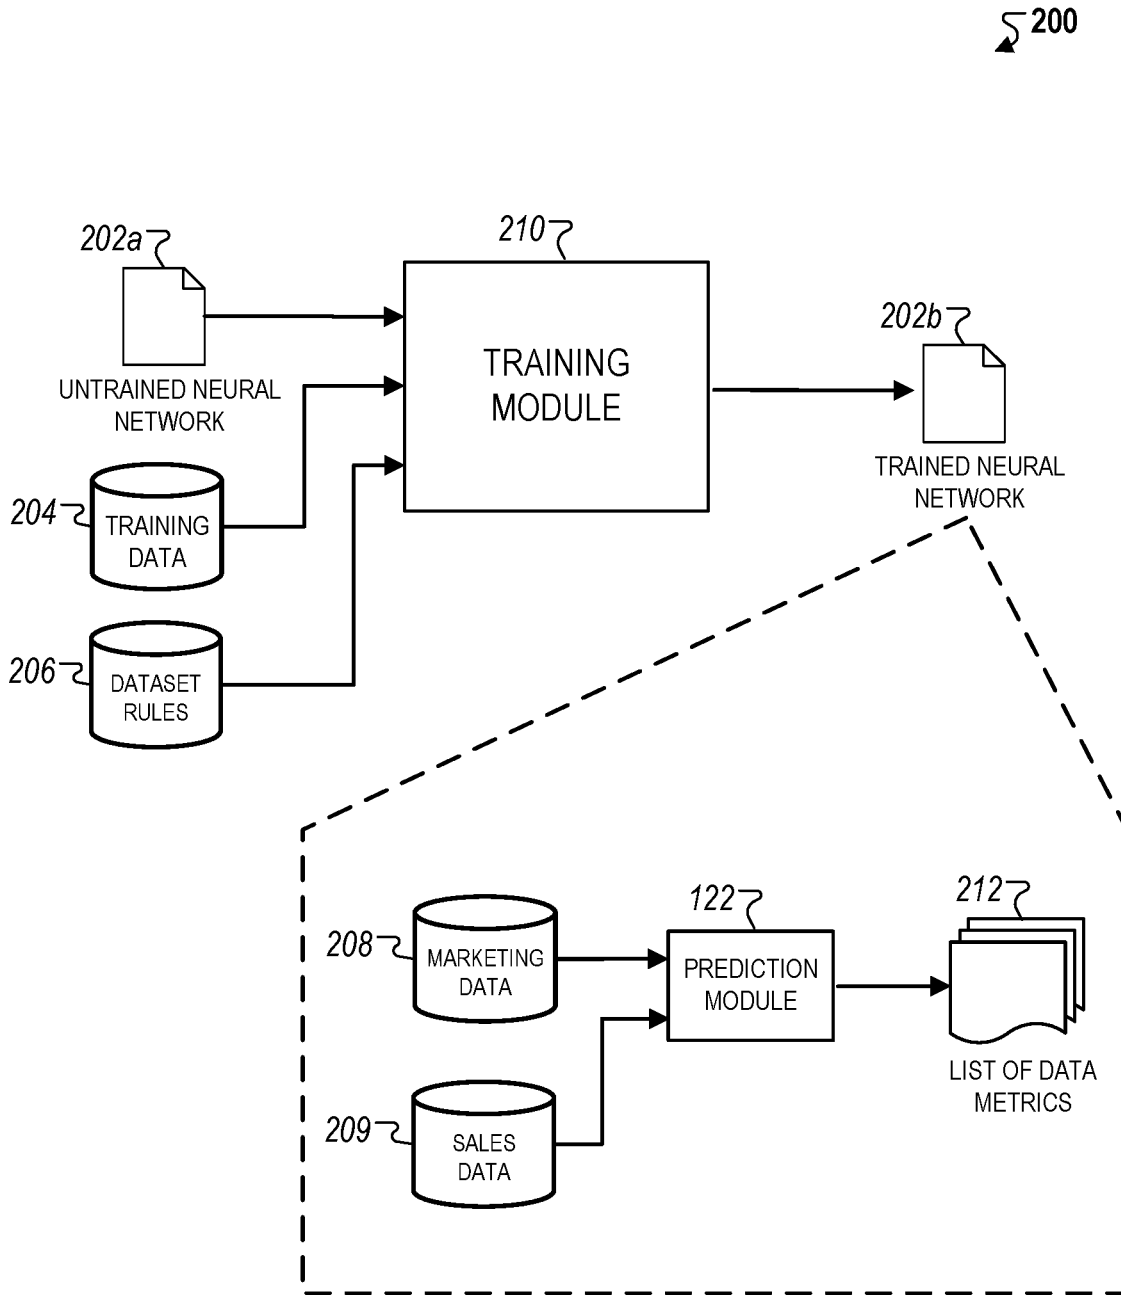 200
202a
UNTRAINED NEURAL
NETWORK
210
TRAINING
MODULE
202b
TRAINED NEURAL
NETWORK
204
TRAINING
DATA
206
DATASET
RULES
208
MARKETING
DATA
122
PREDICTION
MODULE
212
LIST OF DATA
METRICS
209
SALES
DATA